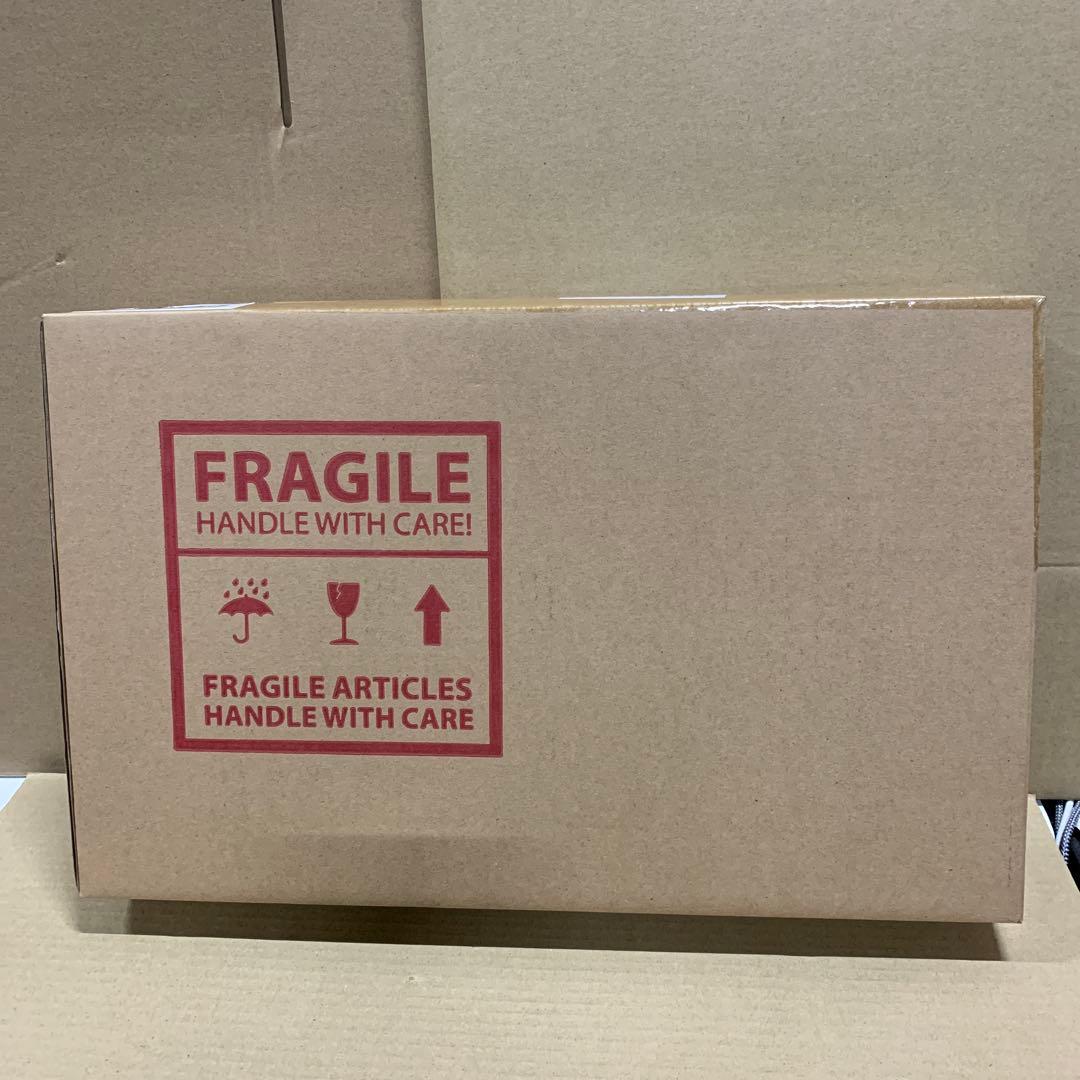 FRAGILE
HANDLE WITH CARE!
FRAGILE ARTICLES
HANDLE WITH CARE